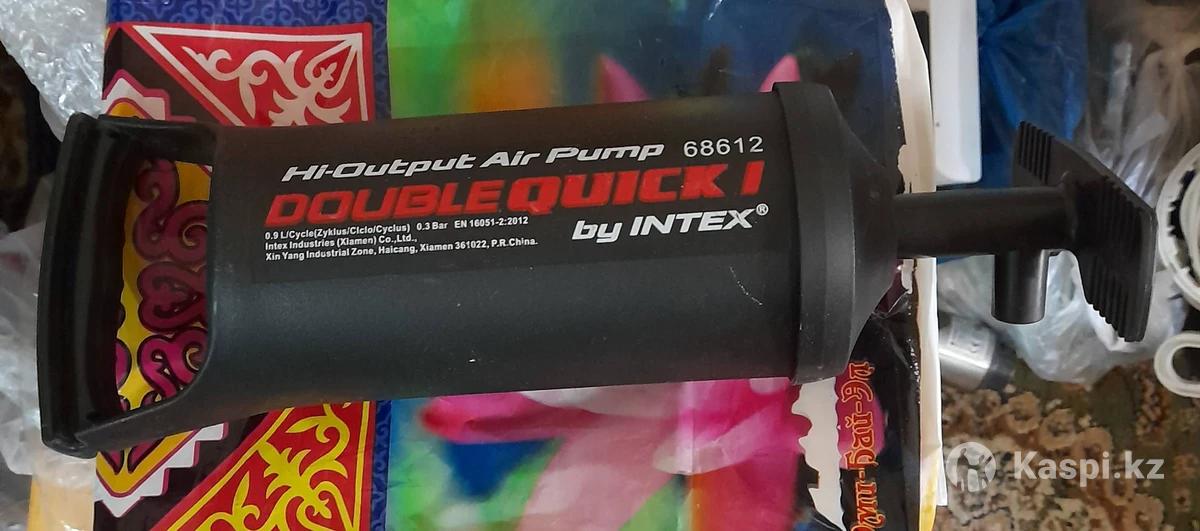 Hi-Output Air Pump 68612
DOUBLE QUICK I
by INTEX®
0.9 L/Cycle(Zyklus/Ciclo/Cyclus) 0.3 Bar EN 16051-2:2012
Intex Industries (Xiamen) Co.,Ltd.,
Xin Yang Industrial Zone, Haicang, Xiamen 361022, P.R.China.
Kaspi.kz